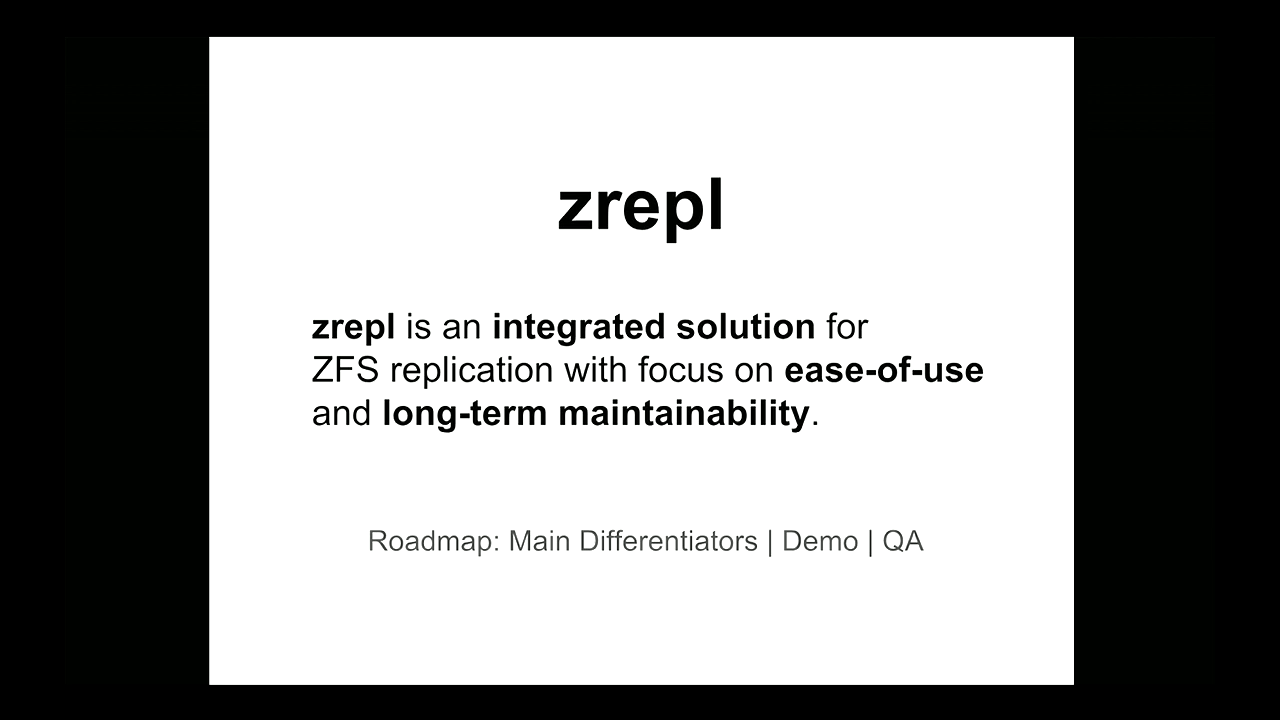 zrepl
zrepl is an integrated solution for
ZFS replication with focus on ease-of-use
and long-term maintainability.
Roadmap: Main Differentiators | Demo | QA